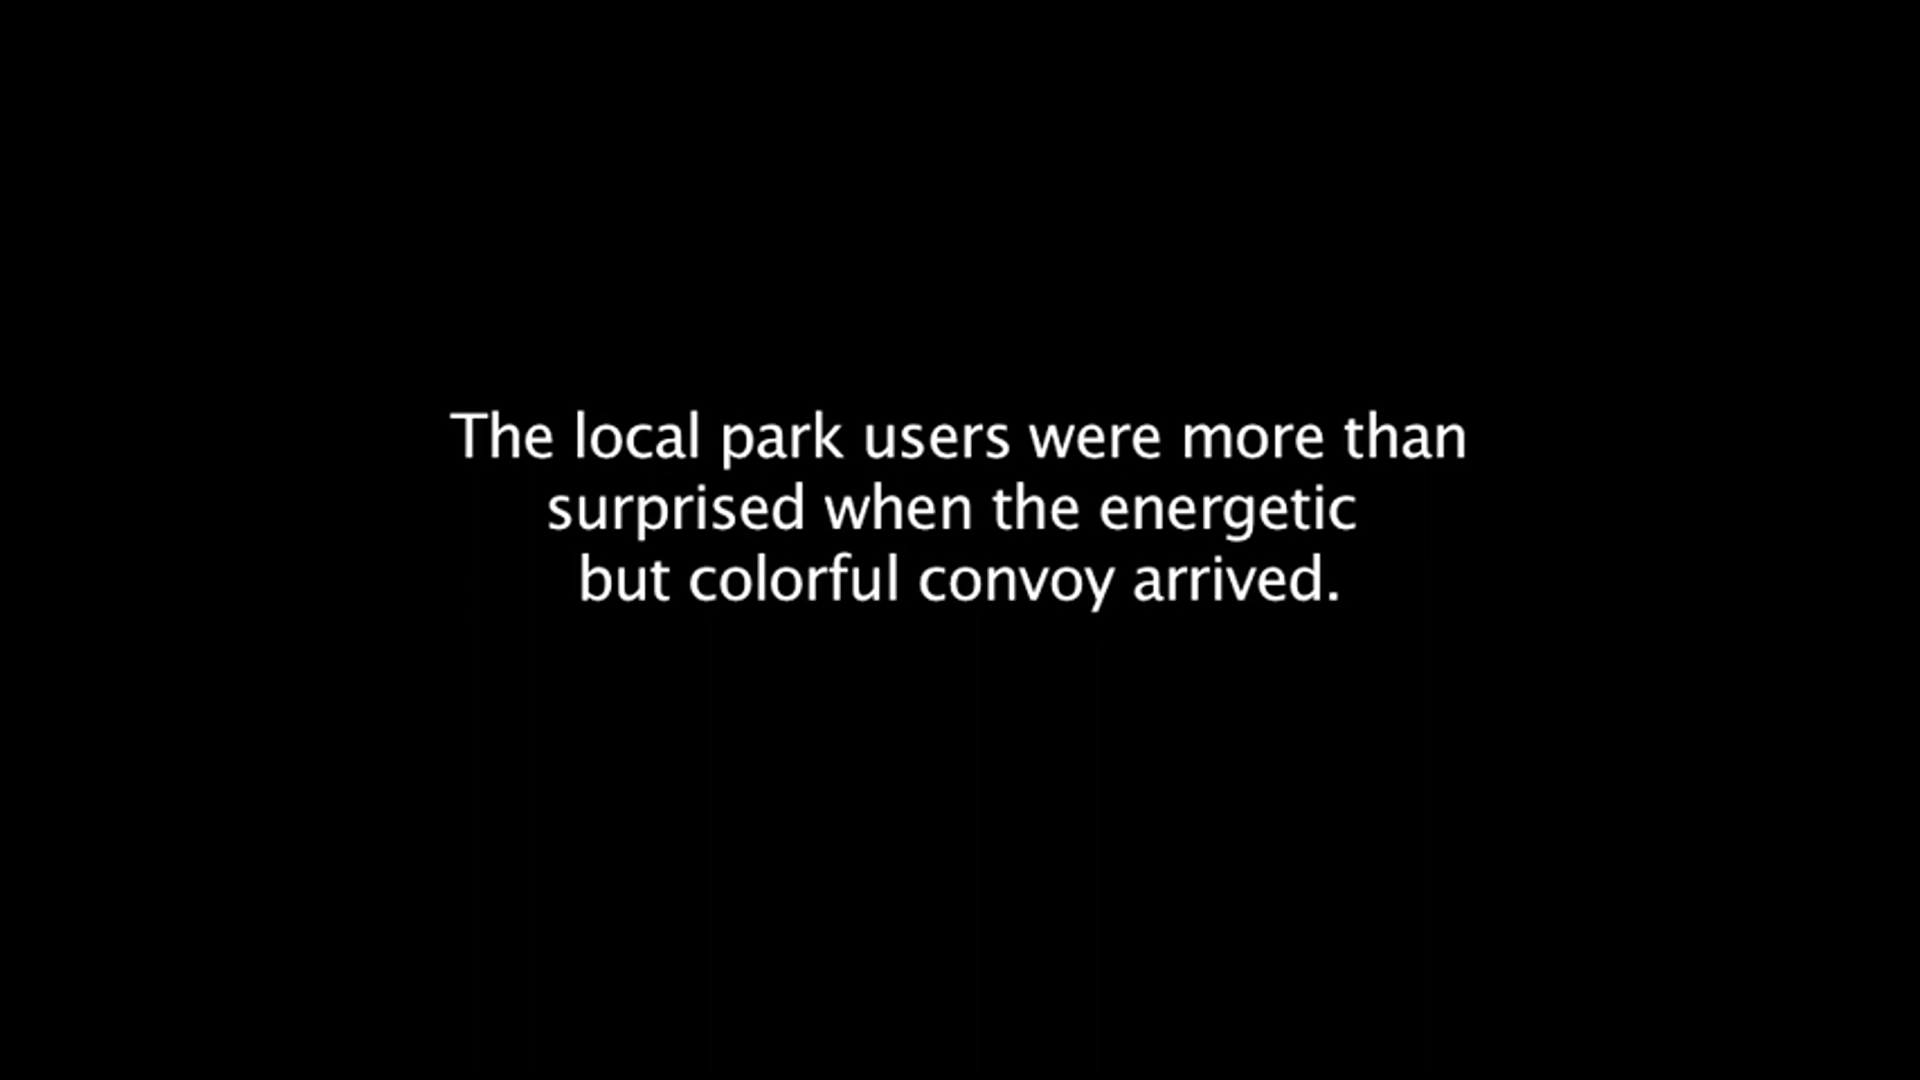 The local park users were more than
surprised when the energetic
but colorful convoy arrived.